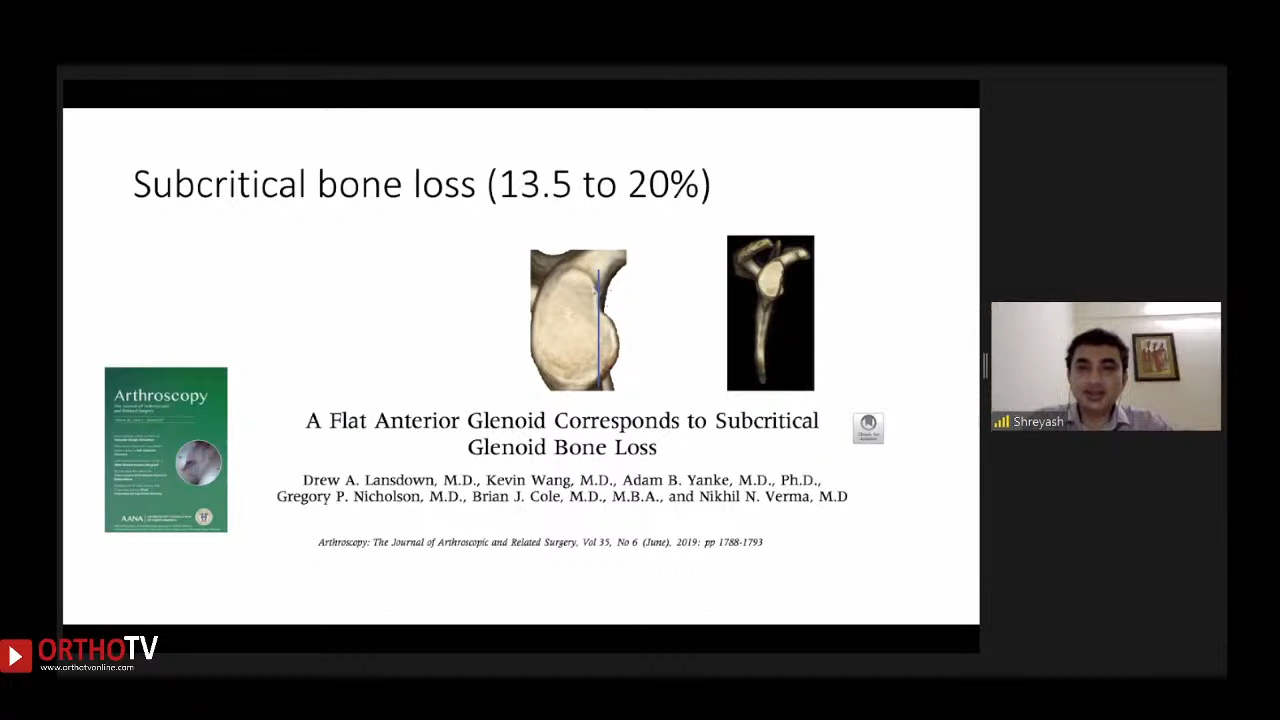 Subcritical bone loss (13.5 to 20%)
Arthroscopy
A Flat Anterior Glenoid Corresponds to Subcritical
Glenoid Bone Loss
Drew A. Lansdown, M.D., Kevin Wang, M.D., Adam B. Yanke, M.D., Ph.D.,
Gregory P. Nicholson, M.D., Brian J. Cole, M.D., M.B.A., and Nikhil N. Verma, M.D
AANA
Arthroscopy: The Journal of Arthroscopic and Related Surgery, Vol 35, No 6 (June), 2019: pp 1788-1793
Shreyash
ORTHOTV
www.orthotvonline.com